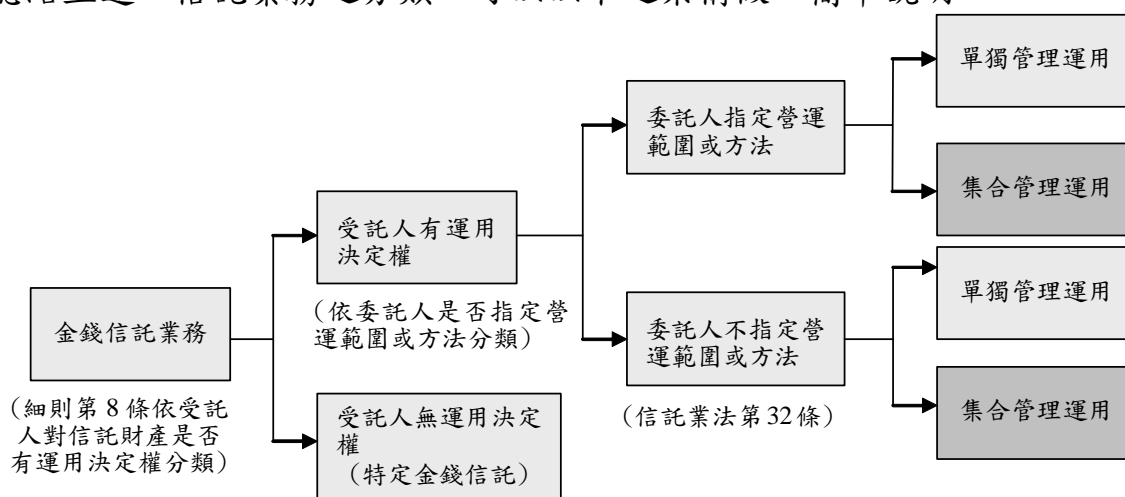 單獨管理運用
委託人指定營運
範圍或方法
集合管理運用
受託人有運用
決定權
（依委託人是否指定營
運範圍或方法分類）
單獨管理運用
金錢信託業務
委託人不指定營
運範圍或方法
（細則第 8 條依受託
人對信託財產是否
有運用決定權分類）
受託人無運用決定
權
（特定金錢信託）
（信託業法第 32 條）
集合管理運用